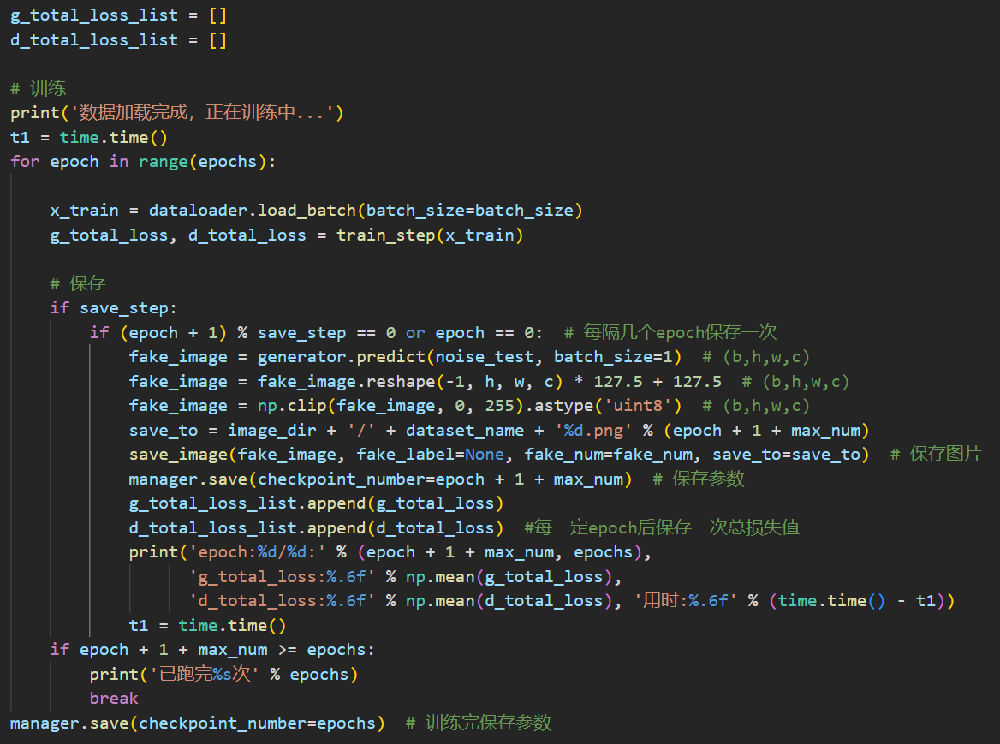 g_total_loss_list = []
d_total_loss_list = []
# 训练
print('数据加载完成，正在训练中...')
t1 = time.time()
for epoch in range(epochs):
x_train = dataloader.load_batch(batch_size=batch_size)
g_total_loss, d_total_loss = train_step(x_train)
# 保存
if save_step:
if (epoch + 1) % save_step == 0 or epoch == 0:  # 每隔几个epoch保存一次
fake_image = generator.predict(noise_test, batch_size=1)  # (b,h,w,c)
fake_image = fake_image.reshape(-1, h, w, c) * 127.5 + 127.5  # (b,h,w,c)
fake_image = np.clip(fake_image, 0, 255).astype('uint8')  # (b,h,w,c)
save_to = image_dir + '/' + dataset_name + '%d.png' % (epoch + 1 + max_num)
save_image(fake_image, fake_label=None, fake_num=fake_num, save_to=save_to)  # 保存图片
manager.save(checkpoint_number=epoch + 1 + max_num)  # 保存参数
g_total_loss_list.append(g_total_loss)
d_total_loss_list.append(d_total_loss)  #每一定epoch后保存一次总损失值
print('epoch:%d/%d:' % (epoch + 1 + max_num, epochs),
'g_total_loss:%.6f' % np.mean(g_total_loss),
'd_total_loss:%.6f' % np.mean(d_total_loss), '用时:%.6f' % (time.time() - t1))
t1 = time.time()
if epoch + 1 + max_num >= epochs:
print('已跑完%s次' % epochs)
break
manager.save(checkpoint_number=epochs)  # 训练完保存参数